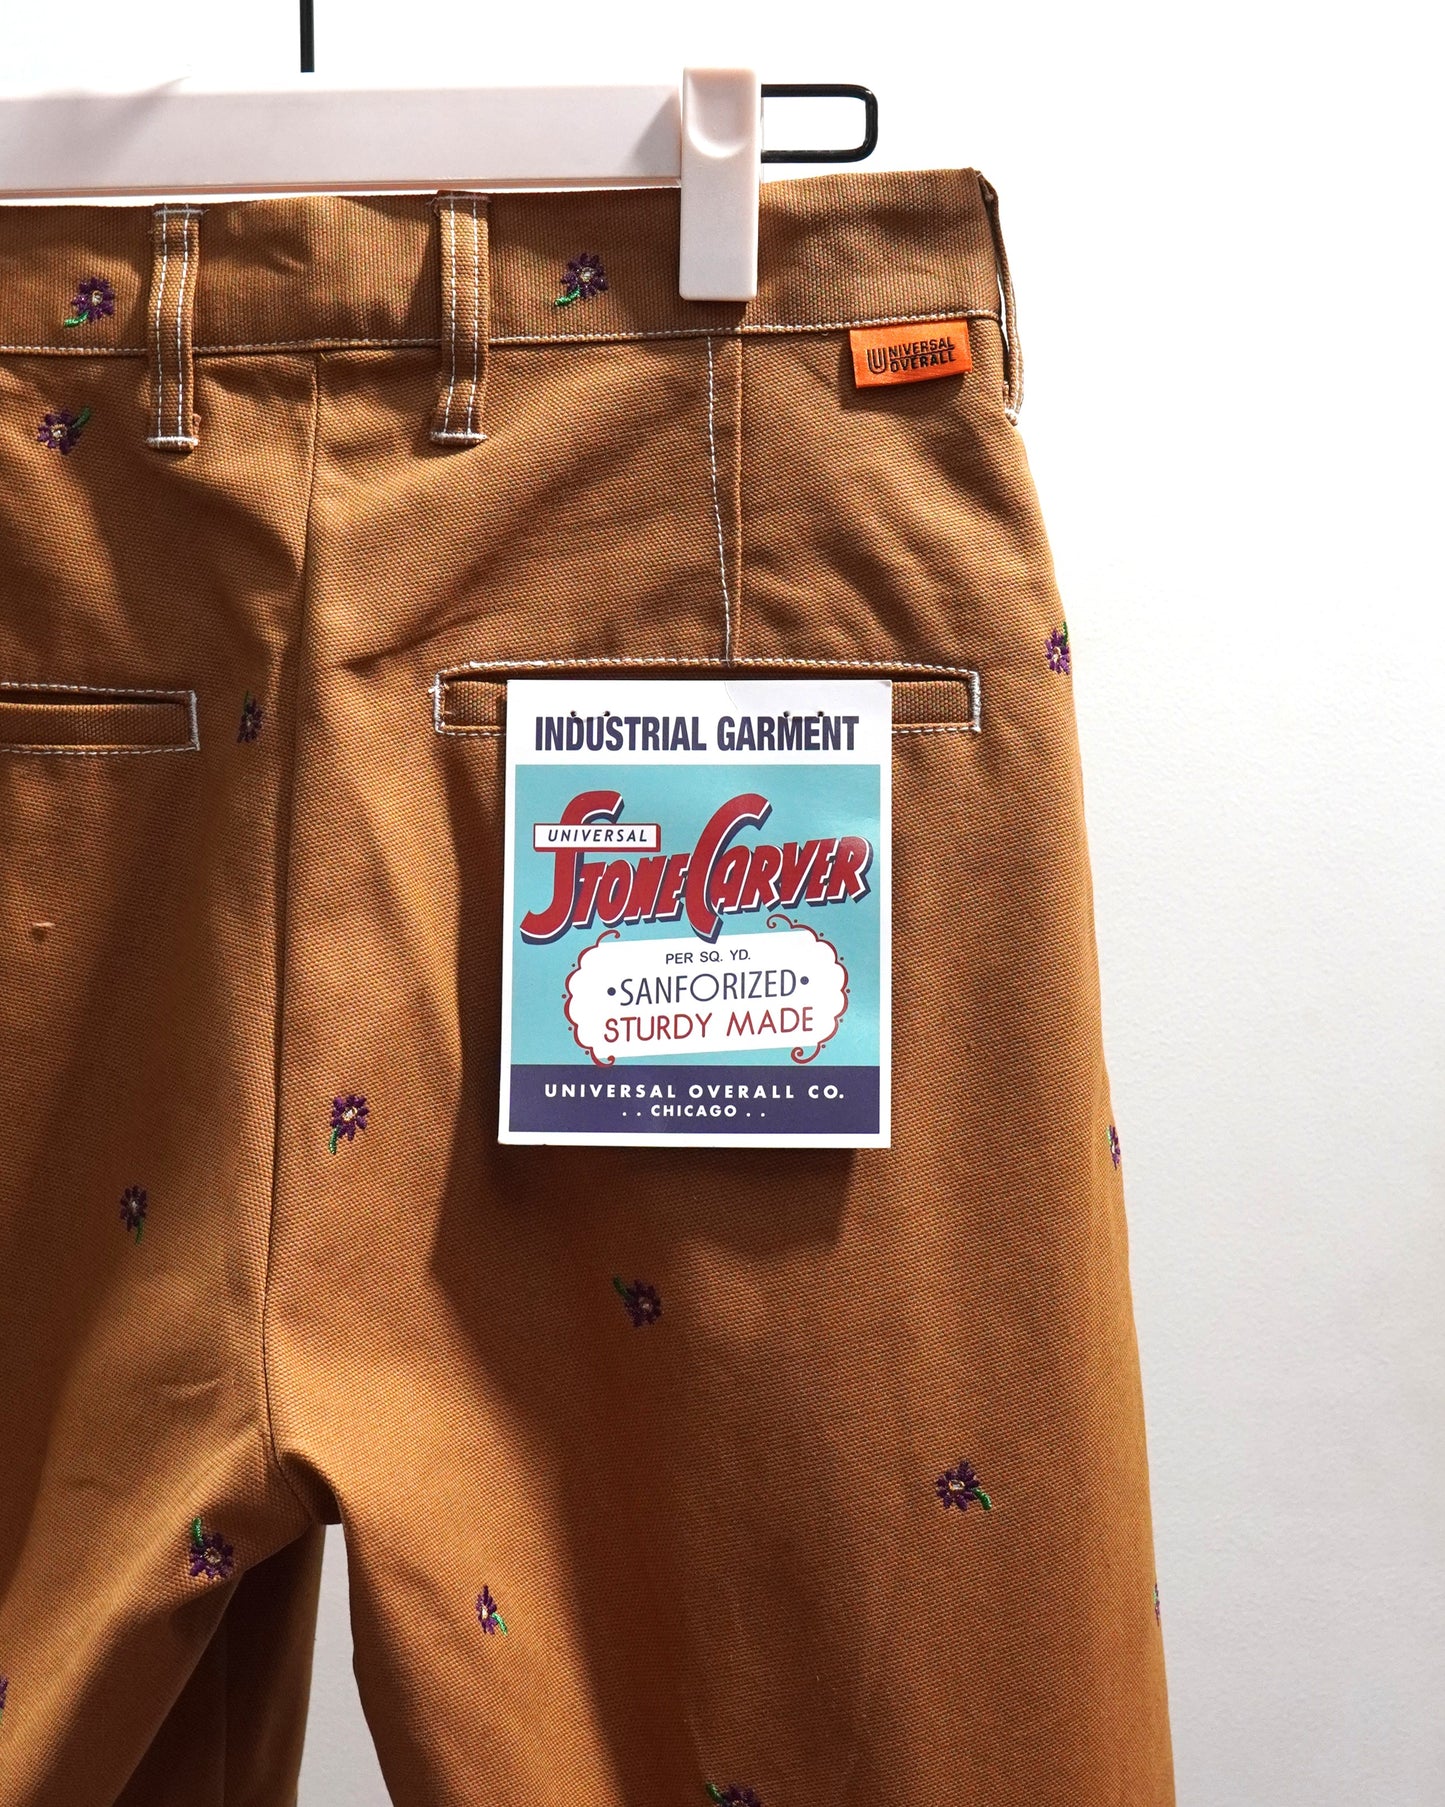 UNIVERSAL
OVERALL
INDUSTRIAL GARMENT
UNIVERSAL
STONE CARVER
PER SQ. YD.
•SANFORIZED•
STURDY MADE
UNIVERSAL OVERALL CO.
. . CHICAGO . .